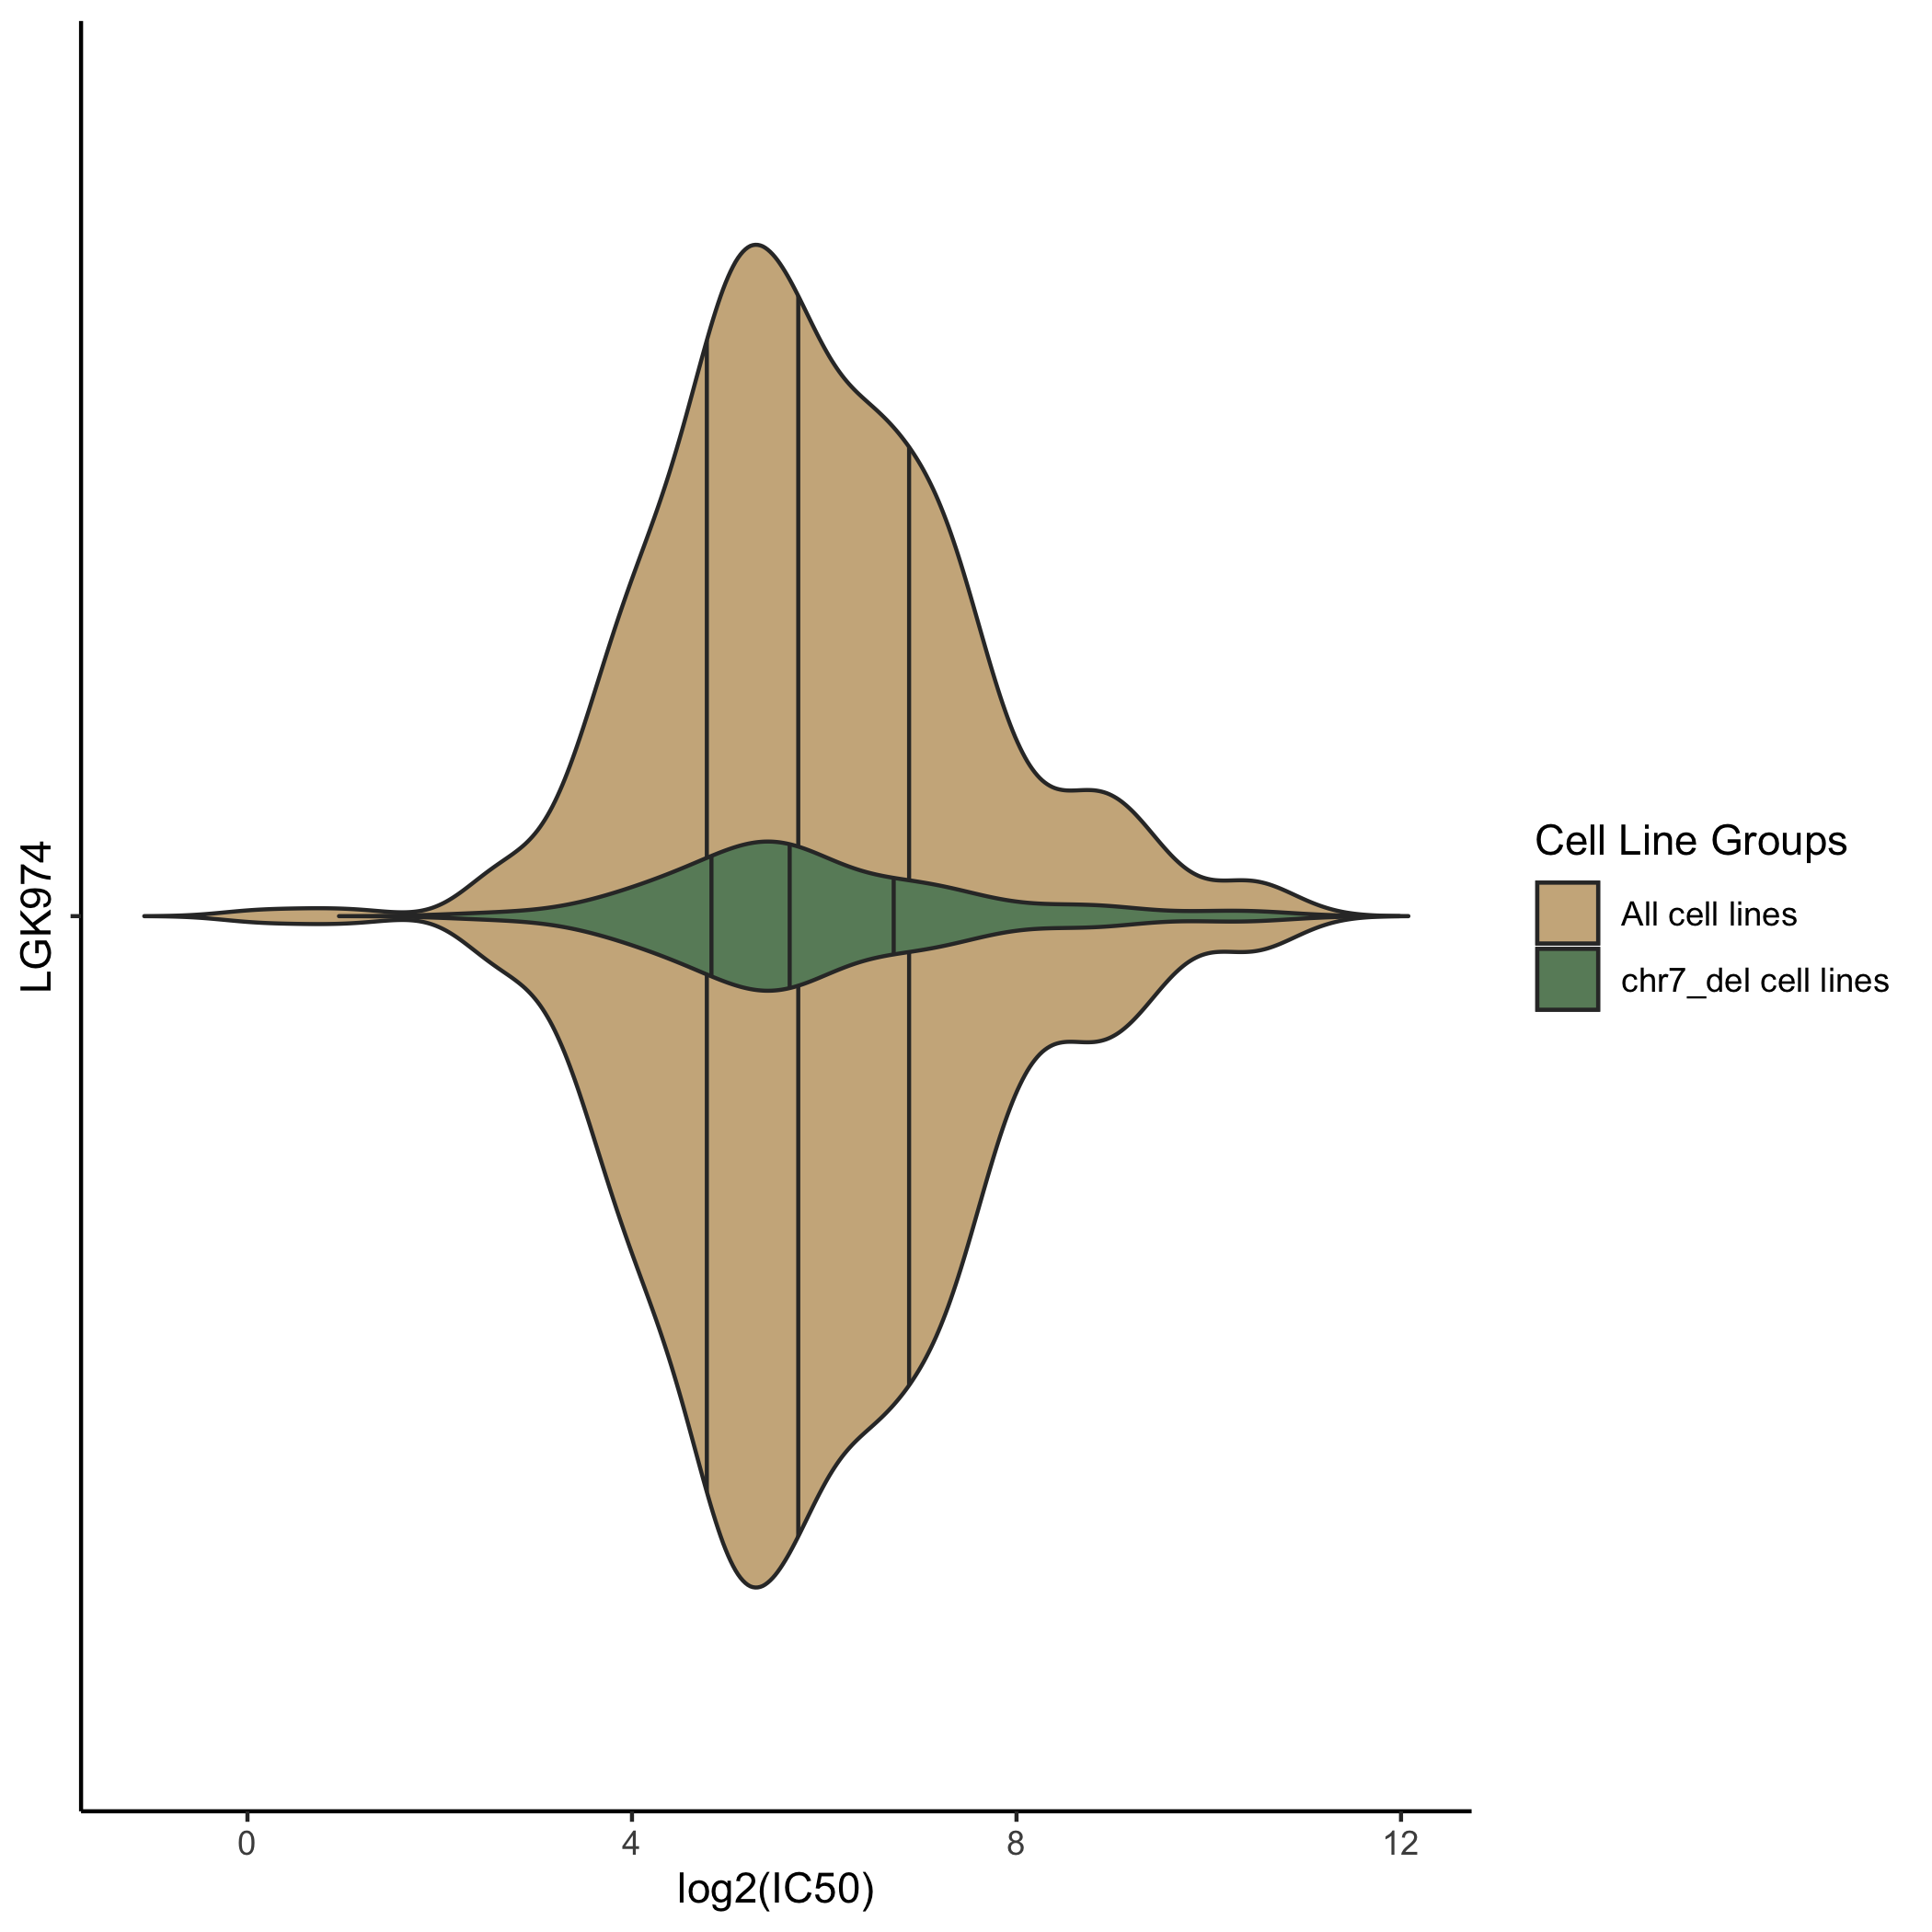 LGK974
Cell Line Groups
All cell lines
chr7_del cell lines
0 4 8 12
log2(IC50)